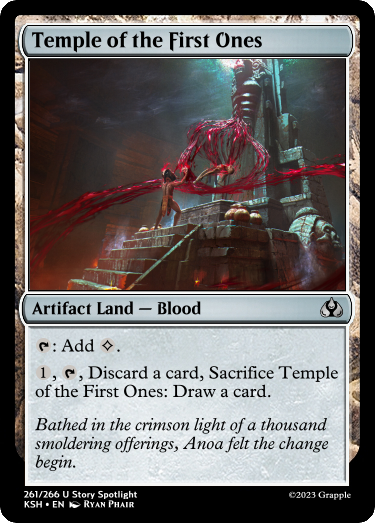 Temple of the First Ones
Artifact Land — Blood
: Add .
1 , , Discard a card, Sacrifice Temple
of the First Ones: Draw a card.
Bathed in the crimson light of a thousand
smoldering offerings, Anoa felt the change
begin.
261/266 U Story Spotlight
KSH • EN Ryan Phair
©2023 Grapple